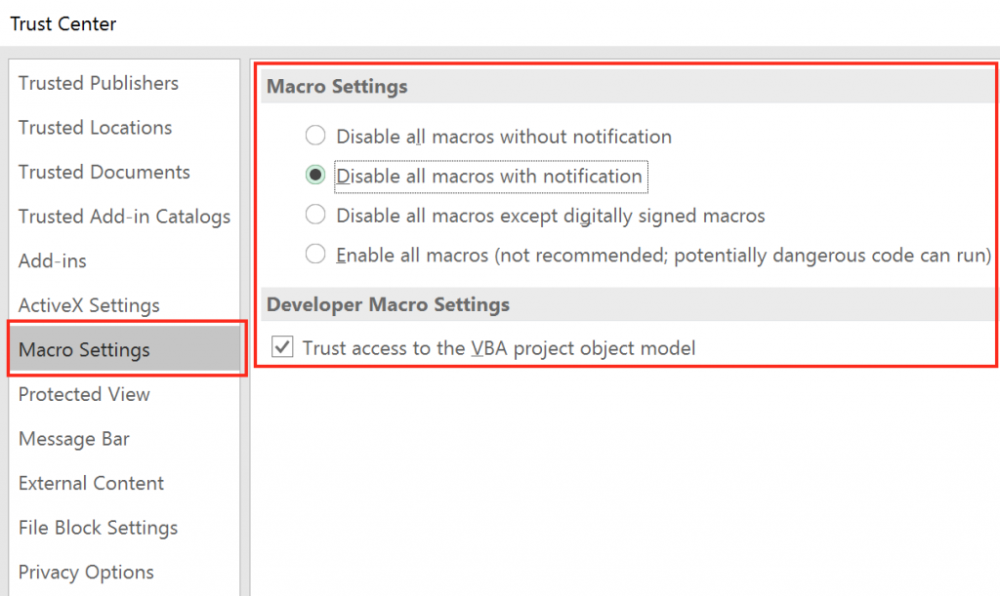 Trust Center
Trusted Publishers
Trusted Locations
Trusted Documents
Trusted Add-in Catalogs
Add-ins
ActiveX Settings
Macro Settings
Protected View
Message Bar
External Content
File Block Settings
Privacy Options
Macro Settings
Disable all macros without notification
Disable all macros with notification
Disable all macros except digitally signed macros
Enable all macros (not recommended; potentially dangerous code can run)
Developer Macro Settings
Trust access to the VBA project object model